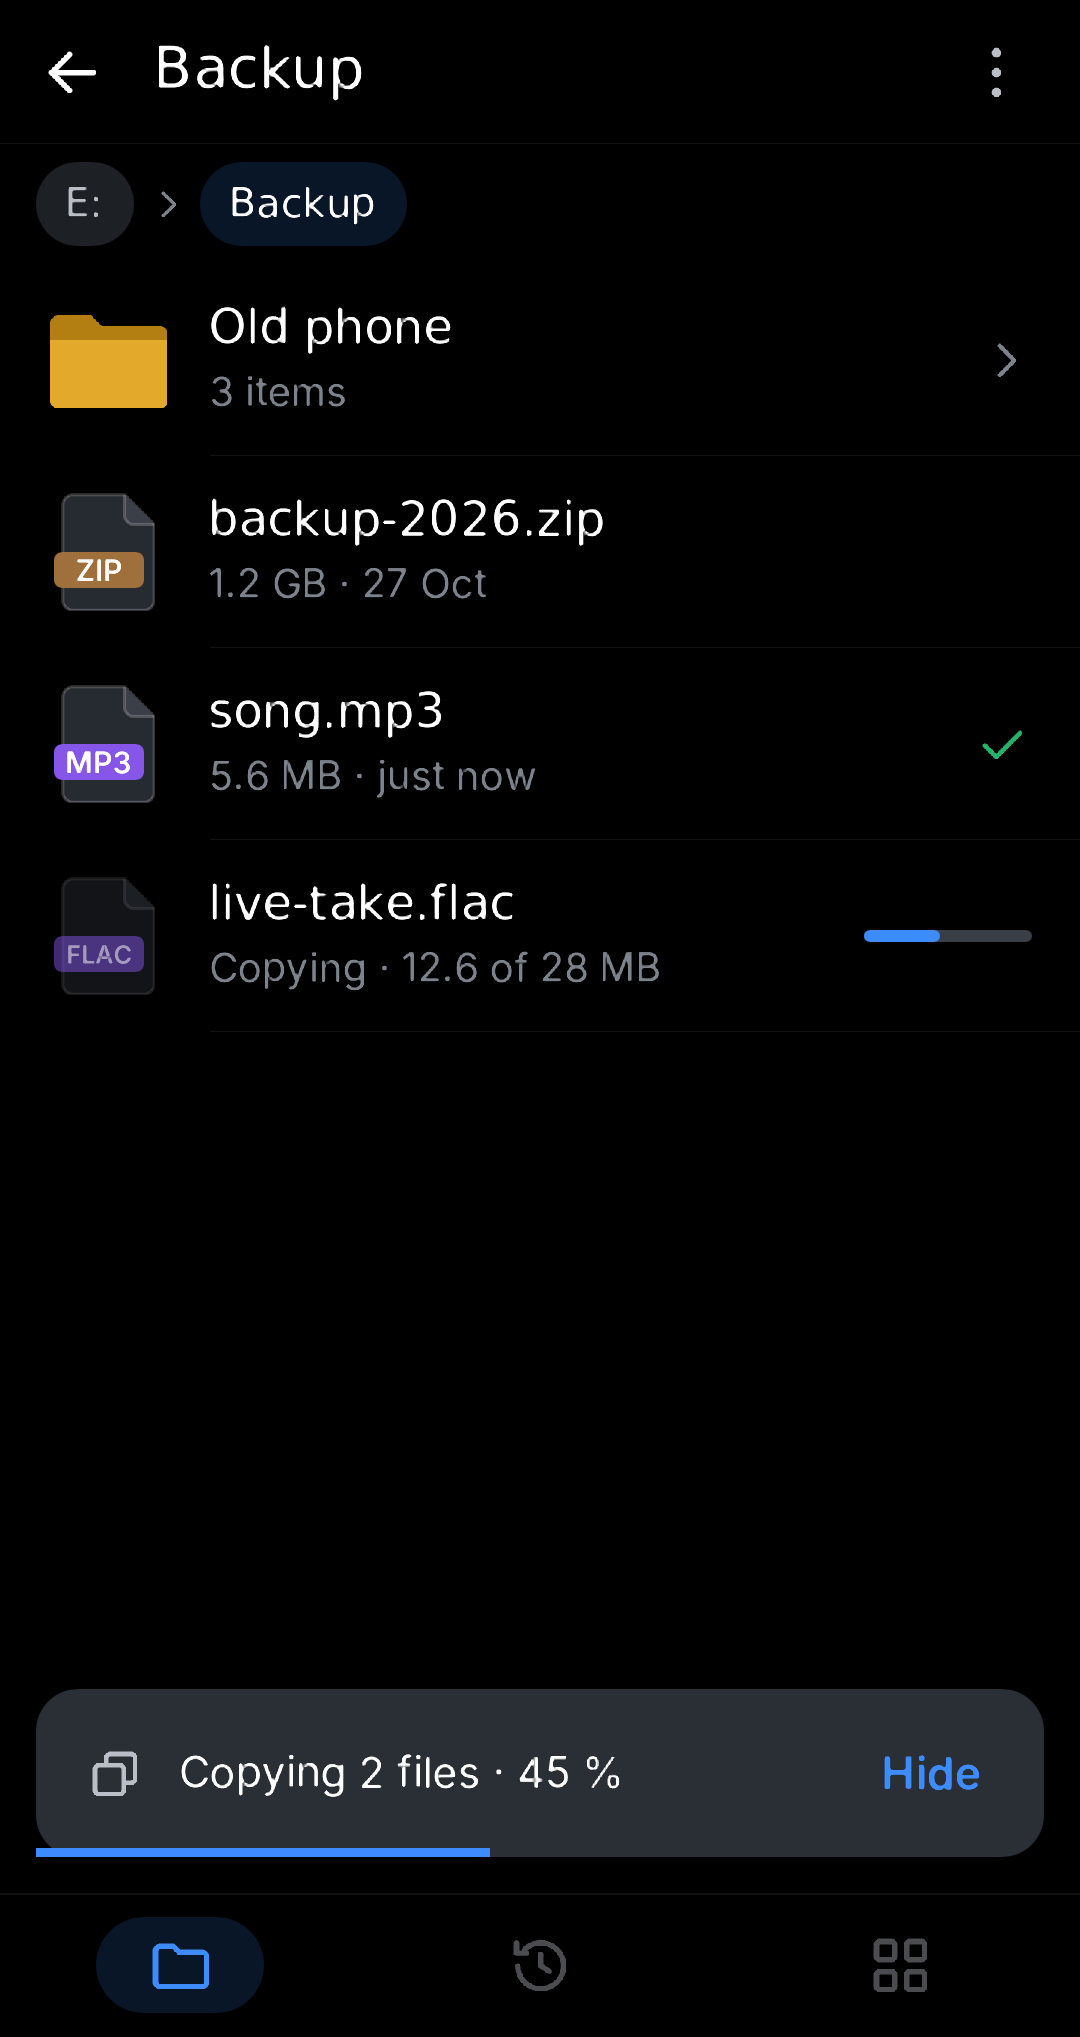 Backup
E:
Backup
Old phone
3 items
backup-2026.zip
ZIP
1.2 GB · 27 Oct
song.mp3
MP3
5.6 MB · just now
live-take.flac
FLAC
Copying · 12.6 of 28 MB
Copying 2 files · 45 %
Hide